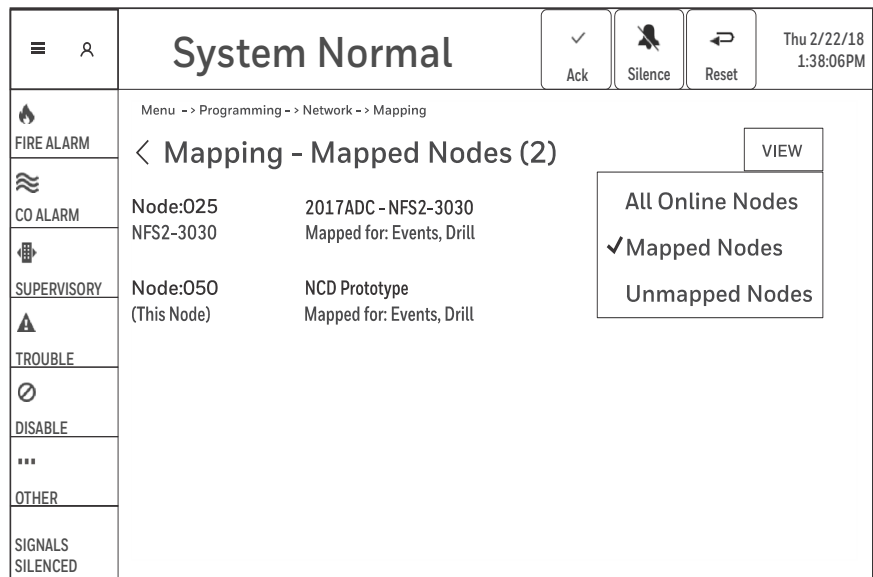 System Normal
Ack
Silence
Reset
Thu 2/22/18
1:38:06PM
FIRE ALARM
CO ALARM
SUPERVISORY
TROUBLE
DISABLE
OTHER
SIGNALS
SILENCED
Menu -> Programming -> Network -> Mapping
< Mapping - Mapped Nodes (2)
VIEW
All Online Nodes
Mapped Nodes
Unmapped Nodes
Node:025 2017ADC - NFS2-3030
NFS2-3030 Mapped for: Events, Drill
Node:050 NCD Prototype
(This Node) Mapped for: Events, Drill